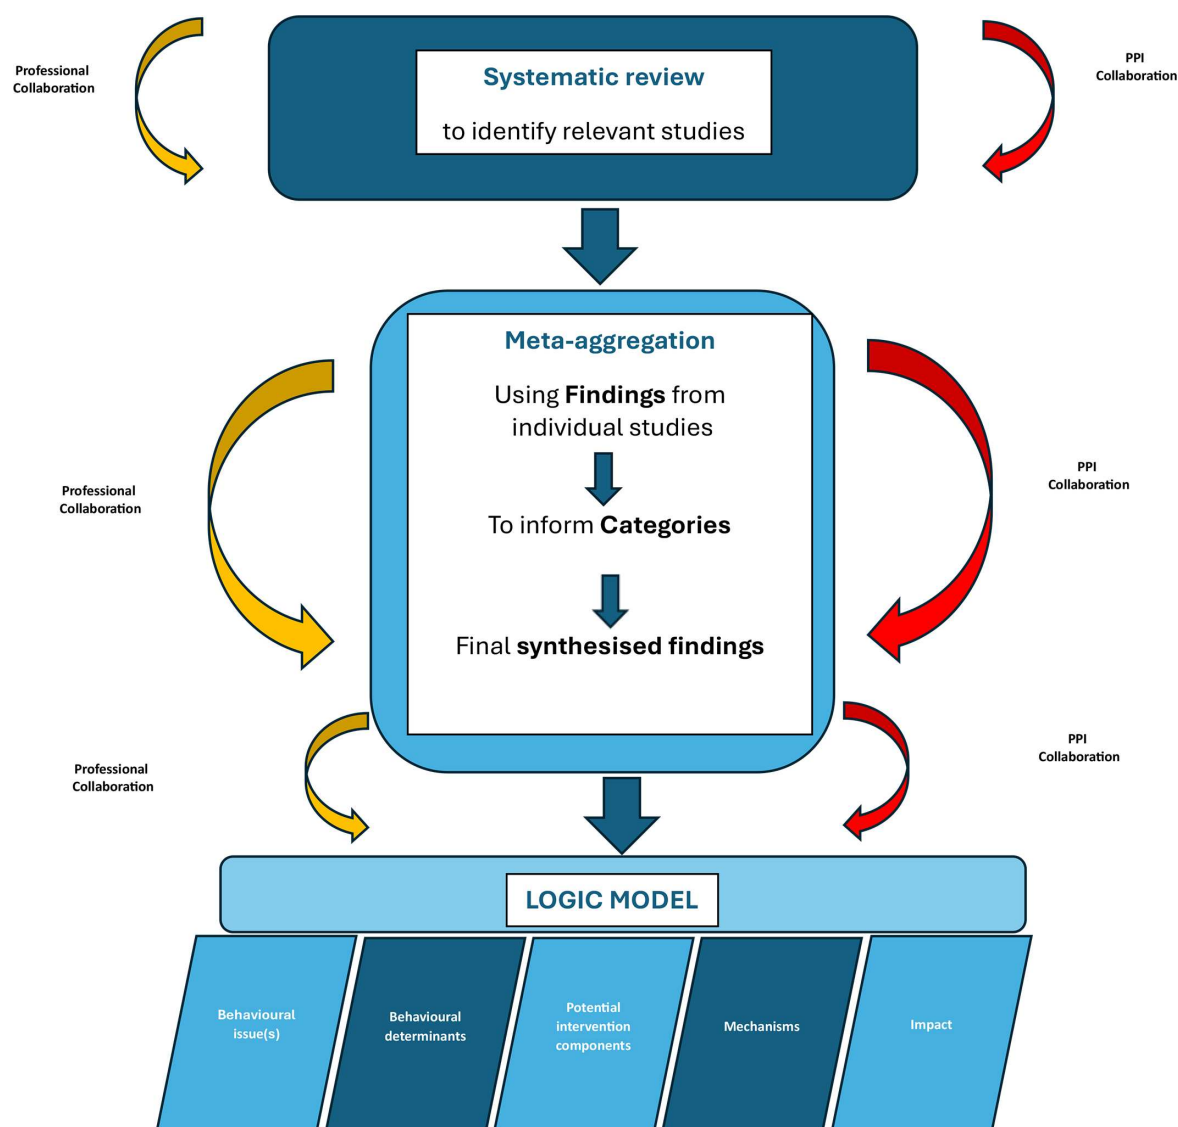 Professional
Collaboration
Systematic review
to identify relevant studies
PPI
Collaboration
Meta-aggregation
Using Findings from
individual studies
To inform Categories
Final synthesised findings
Professional
Collaboration
PPI
Collaboration
Professional
Collaboration
PPI
Collaboration
LOGIC MODEL
Behavioural
issue(s)
Behavioural
determinants
Potential
intervention
components
Mechanisms
Impact